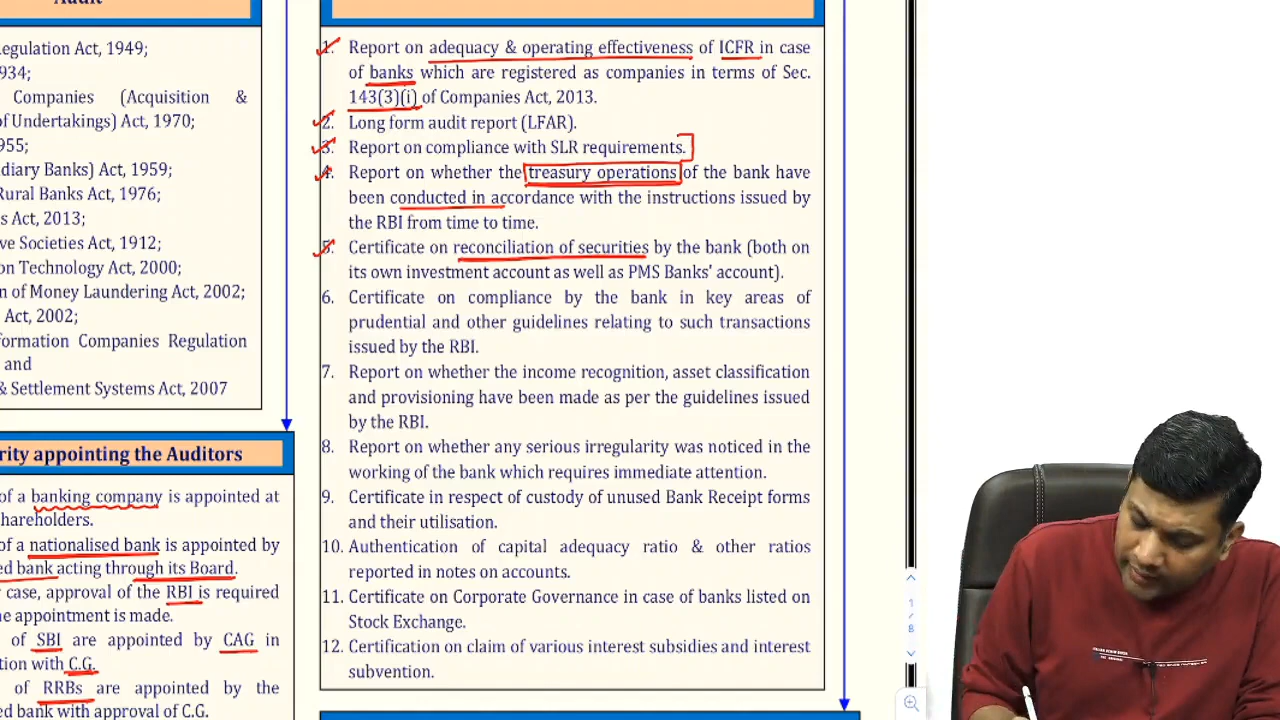 Audit
egulation Act, 1949;
934;
Companies (Acquisition &
of Undertakings) Act, 1970;
955;
diary Banks) Act, 1959;
Rural Banks Act, 1976;
s Act, 2013;
ve Societies Act, 1912;
on Technology Act, 2000;
n of Money Laundering Act, 2002;
Act, 2002;
formation Companies Regulation
and
& Settlement Systems Act, 2007
rity appointing the Auditors
of a banking company is appointed at
hareholders.
of a nationalised bank is appointed by
ed bank acting through its Board.
case, approval of the RBI is required
he appointment is made.
of SBI are appointed by CAG in
tion with C.G.
of RRBs are appointed by the
ed bank with approval of C.G.
1. Report on adequacy & operating effectiveness of ICFR in case
of banks which are registered as companies in terms of Sec.
143(3)(i) of Companies Act, 2013.
2. Long form audit report (LFAR).
3. Report on compliance with SLR requirements.
4. Report on whether the treasury operations of the bank have
been conducted in accordance with the instructions issued by
the RBI from time to time.
5. Certificate on reconciliation of securities by the bank (both on
its own investment account as well as PMS Banks' account).
6. Certificate on compliance by the bank in key areas of
prudential and other guidelines relating to such transactions
issued by the RBI.
7. Report on whether the income recognition, asset classification
and provisioning have been made as per the guidelines issued
by the RBI.
8. Report on whether any serious irregularity was noticed in the
working of the bank which requires immediate attention.
9. Certificate in respect of custody of unused Bank Receipt forms
and their utilisation.
10. Authentication of capital adequacy ratio & other ratios
reported in notes on accounts.
11. Certificate on Corporate Governance in case of banks listed on
Stock Exchange.
12. Certification on claim of various interest subsidies and interest
subvention.
1
/
8